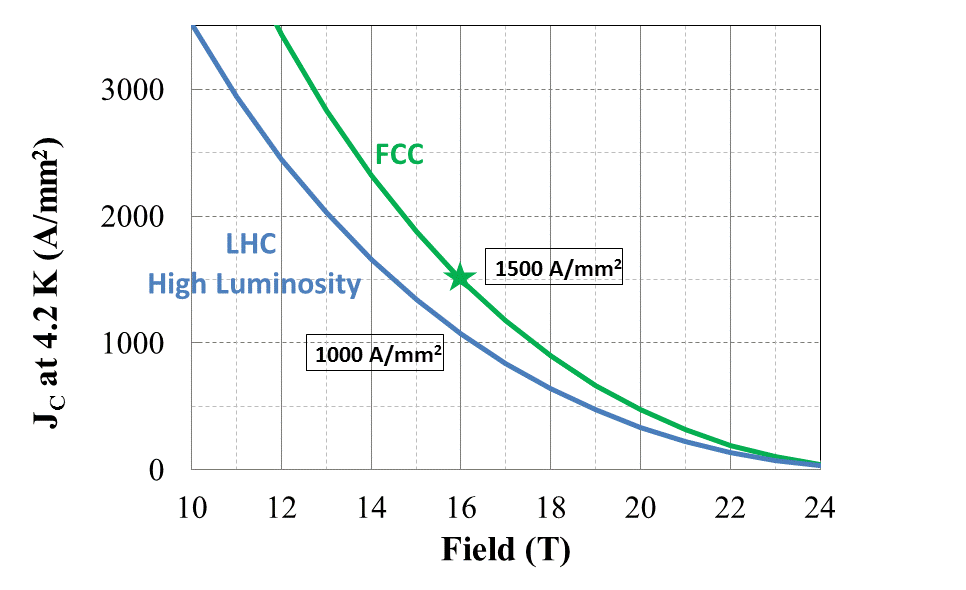 3000
2000
1000
0
J_C at 4.2 K (A/mm²)
FCC
LHC
High Luminosity
1500 A/mm²
1000 A/mm²
10 12 14 16 18 20 22 24
Field (T)